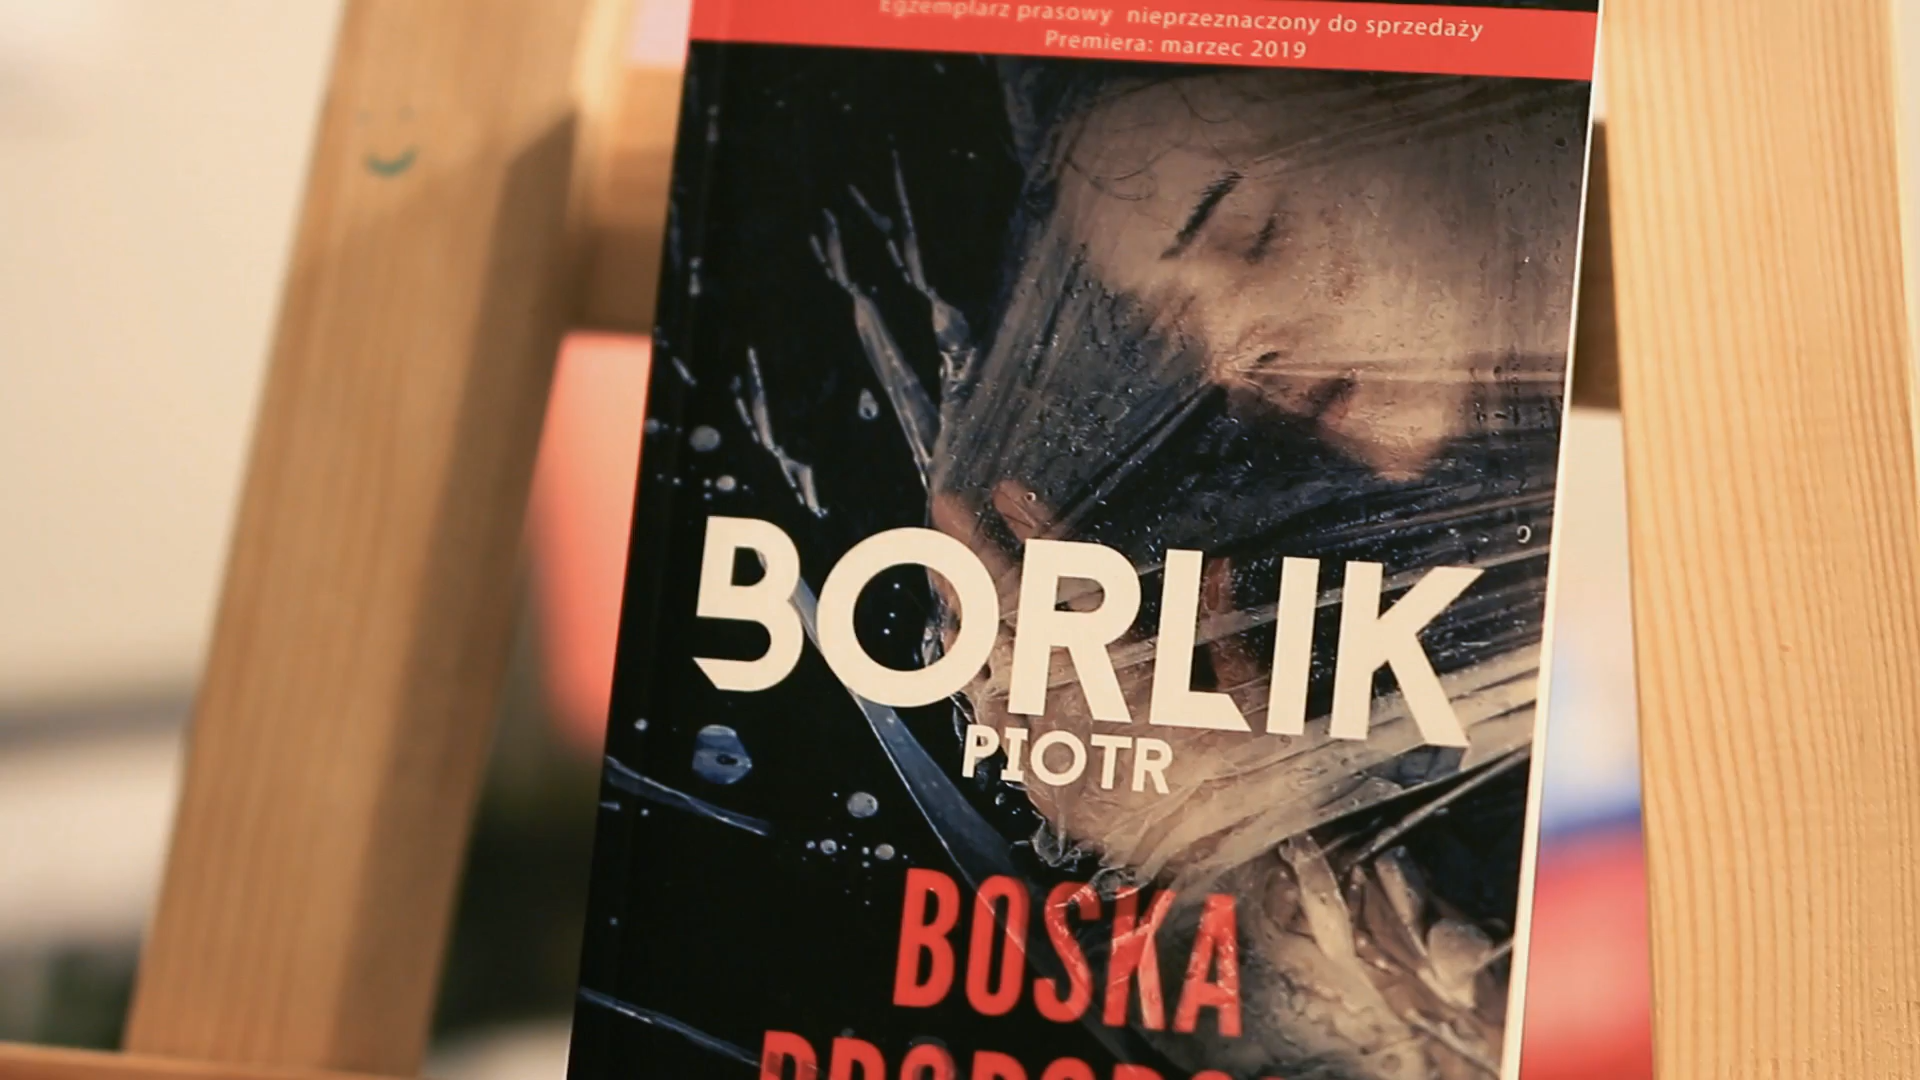 Egzemplarz prasowy nieprzeznaczony do sprzedaży
Premiera: marzec 2019
BORLIK
PIOTR
BOSKA